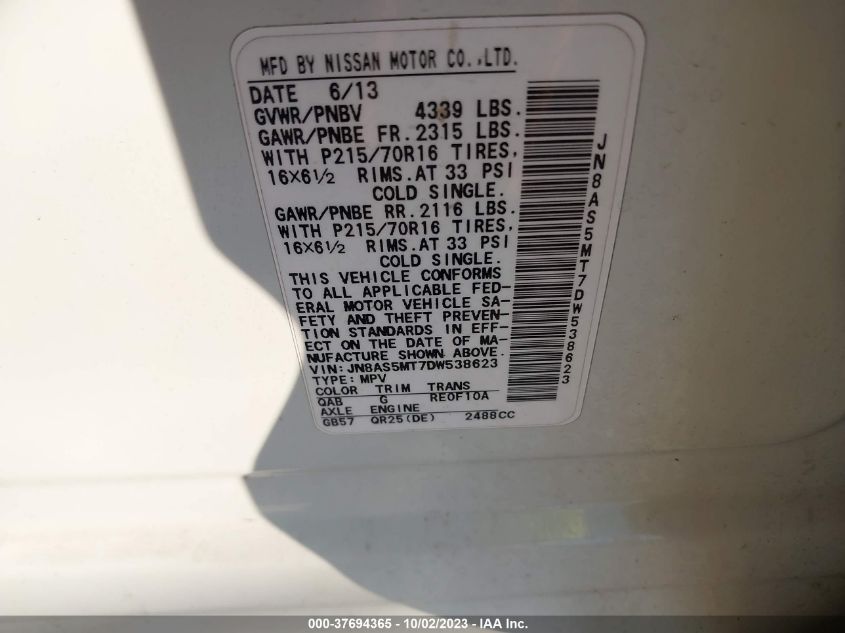 MFD BY NISSAN MOTOR CO.,LTD.
DATE 6/13
GVWR/PNBV 4339 LBS.
GAWR/PNBE FR. 2315 LBS.
WITH P215/70R16 TIRES,
16X6½ RIMS. AT 33 PSI
COLD SINGLE.
GAWR/PNBE RR. 2116 LBS.
WITH P215/70R16 TIRES,
16X6½ RIMS. AT 33 PSI
COLD SINGLE.
THIS VEHICLE CONFORMS
TO ALL APPLICABLE FED-
ERAL MOTOR VEHICLE SA-
FETY AND THEFT PREVEN-
TION STANDARDS IN EFF-
ECT ON THE DATE OF MA-
NUFACTURE SHOWN ABOVE.
VIN: JN8AS5MT7DW538623
TYPE: MPV
COLOR TRIM TRANS
QAB G RE0F10A
AXLE ENGINE
GB57 QR25(DE) 2488CC
JN8AS5MT7DW538623
000-37694365 - 10/02/2023 - IAA Inc.